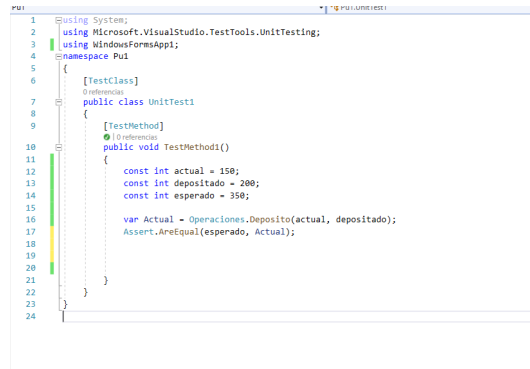 Pu1 Pu1.UnitTest1
1 using System;
2 using Microsoft.VisualStudio.TestTools.UnitTesting;
3 using WindowsFormsApp1;
4 namespace Pu1
5 {
6 [TestClass]
0 referencias
7 public class UnitTest1
8 {
9 [TestMethod]
| 0 referencias
10 public void TestMethod1()
11 {
12 const int actual = 150;
13 const int depositado = 200;
14 const int esperado = 350;
15
16 var Actual = Operaciones.Deposito(actual, depositado);
17 Assert.AreEqual(esperado, Actual);
18
19
20
21 }
22 }
23 }
24